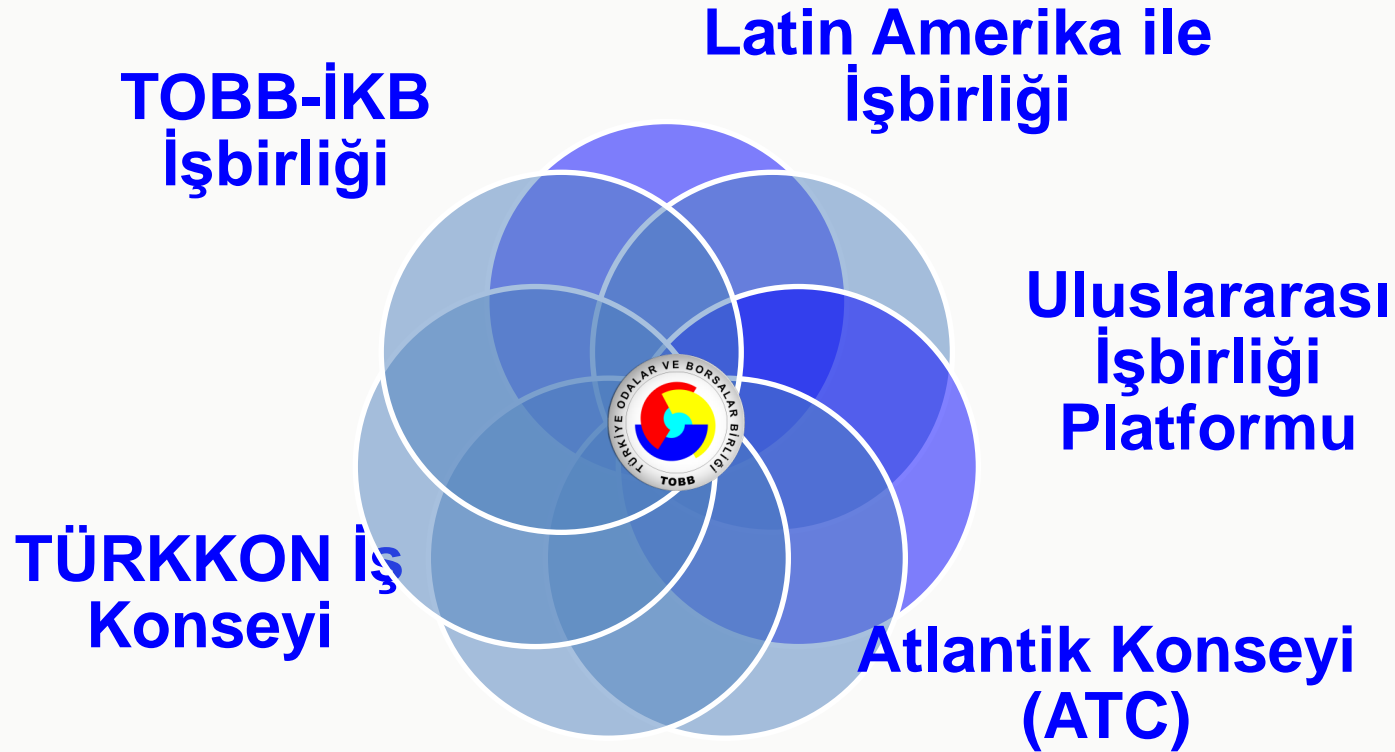 Latin Amerika ile
İşbirliği
TOBB-İKB
İşbirliği
Uluslararası
İşbirliği
Platformu
TÜRKİYE ODALAR VE BORSALAR BİRLİĞİ
TOBB
TÜRKKON İş
Konseyi
Atlantik Konseyi
(ATC)